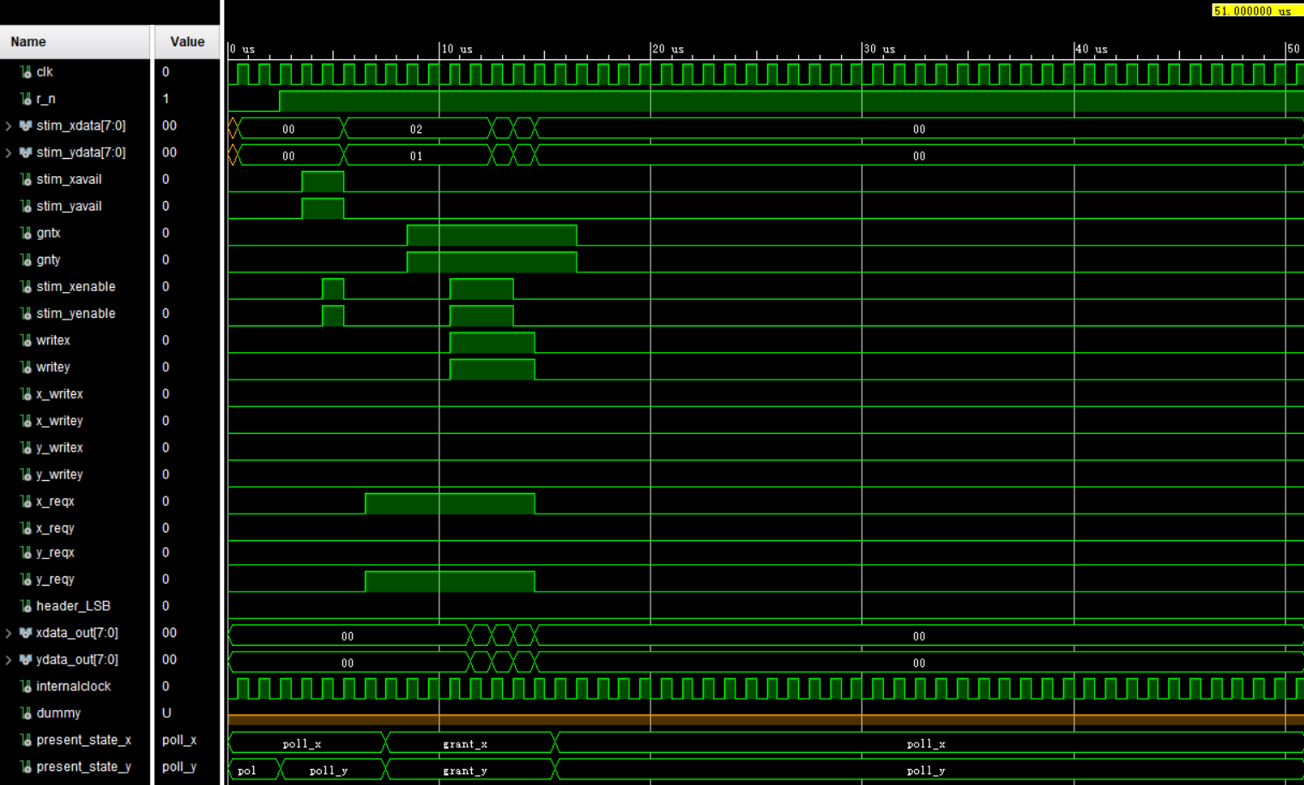 51.000000 us
Name Value
0 us 10 us 20 us 30 us 40 us 50
clk 0
r_n 1
stim_xdata[7:0] 00 00 02 00
stim_ydata[7:0] 00 00 01 00
stim_xavail 0
stim_yavail 0
gntx 0
gnty 0
stim_xenable 0
stim_yenable 0
writex 0
writey 0
x_writex 0
x_writey 0
y_writex 0
y_writey 0
x_reqx 0
x_reqy 0
y_reqx 0
y_reqy 0
header_LSB 0
xdata_out[7:0] 00 00 00
ydata_out[7:0] 00 00 00
internalclock 0
dummy U
present_state_x poll_x poll_x grant_x poll_x
present_state_y poll_y pol poll_y grant_y poll_y